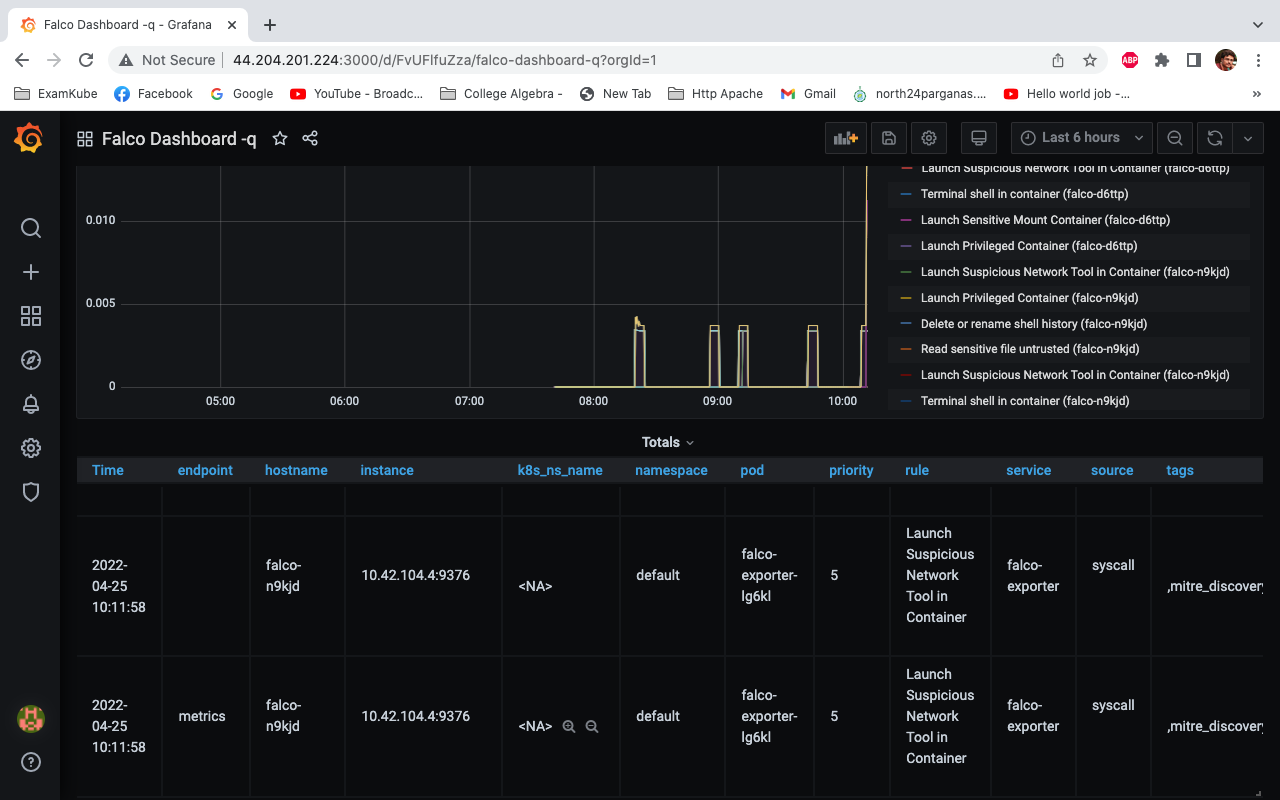 Falco Dashboard -q - Grafana
Not Secure
44.204.201.224:3000/d/FvUFlfuZza/falco-dashboard-q?orgId=1
ABP
ExamKube
Facebook
Google
YouTube - Broadc...
College Algebra -
New Tab
Http Apache
Gmail
north24parganas....
Hello world job -...
»
Falco Dashboard -q
Last 6 hours
0.010
0.005
0
05:00
06:00
07:00
08:00
09:00
10:00
Launch Suspicious Network Tool in Container (falco-d6ttp)
Terminal shell in container (falco-d6ttp)
Launch Sensitive Mount Container (falco-d6ttp)
Launch Privileged Container (falco-d6ttp)
Launch Suspicious Network Tool in Container (falco-n9kjd)
Launch Privileged Container (falco-n9kjd)
Delete or rename shell history (falco-n9kjd)
Read sensitive file untrusted (falco-n9kjd)
Launch Suspicious Network Tool in Container (falco-n9kjd)
Terminal shell in container (falco-n9kjd)
Totals
Time endpoint hostname instance k8s_ns_name namespace pod priority rule service source tags
2022-
04-25
10:11:58
falco-
n9kjd
10.42.104.4:9376
<NA>
default
falco-
exporter-
lg6kl
5
Launch
Suspicious
Network
Tool in
Container
falco-
exporter
syscall
,mitre_discovery
2022-
04-25
10:11:58
metrics
falco-
n9kjd
10.42.104.4:9376
<NA>
default
falco-
exporter-
lg6kl
5
Launch
Suspicious
Network
Tool in
Container
falco-
exporter
syscall
,mitre_discovery